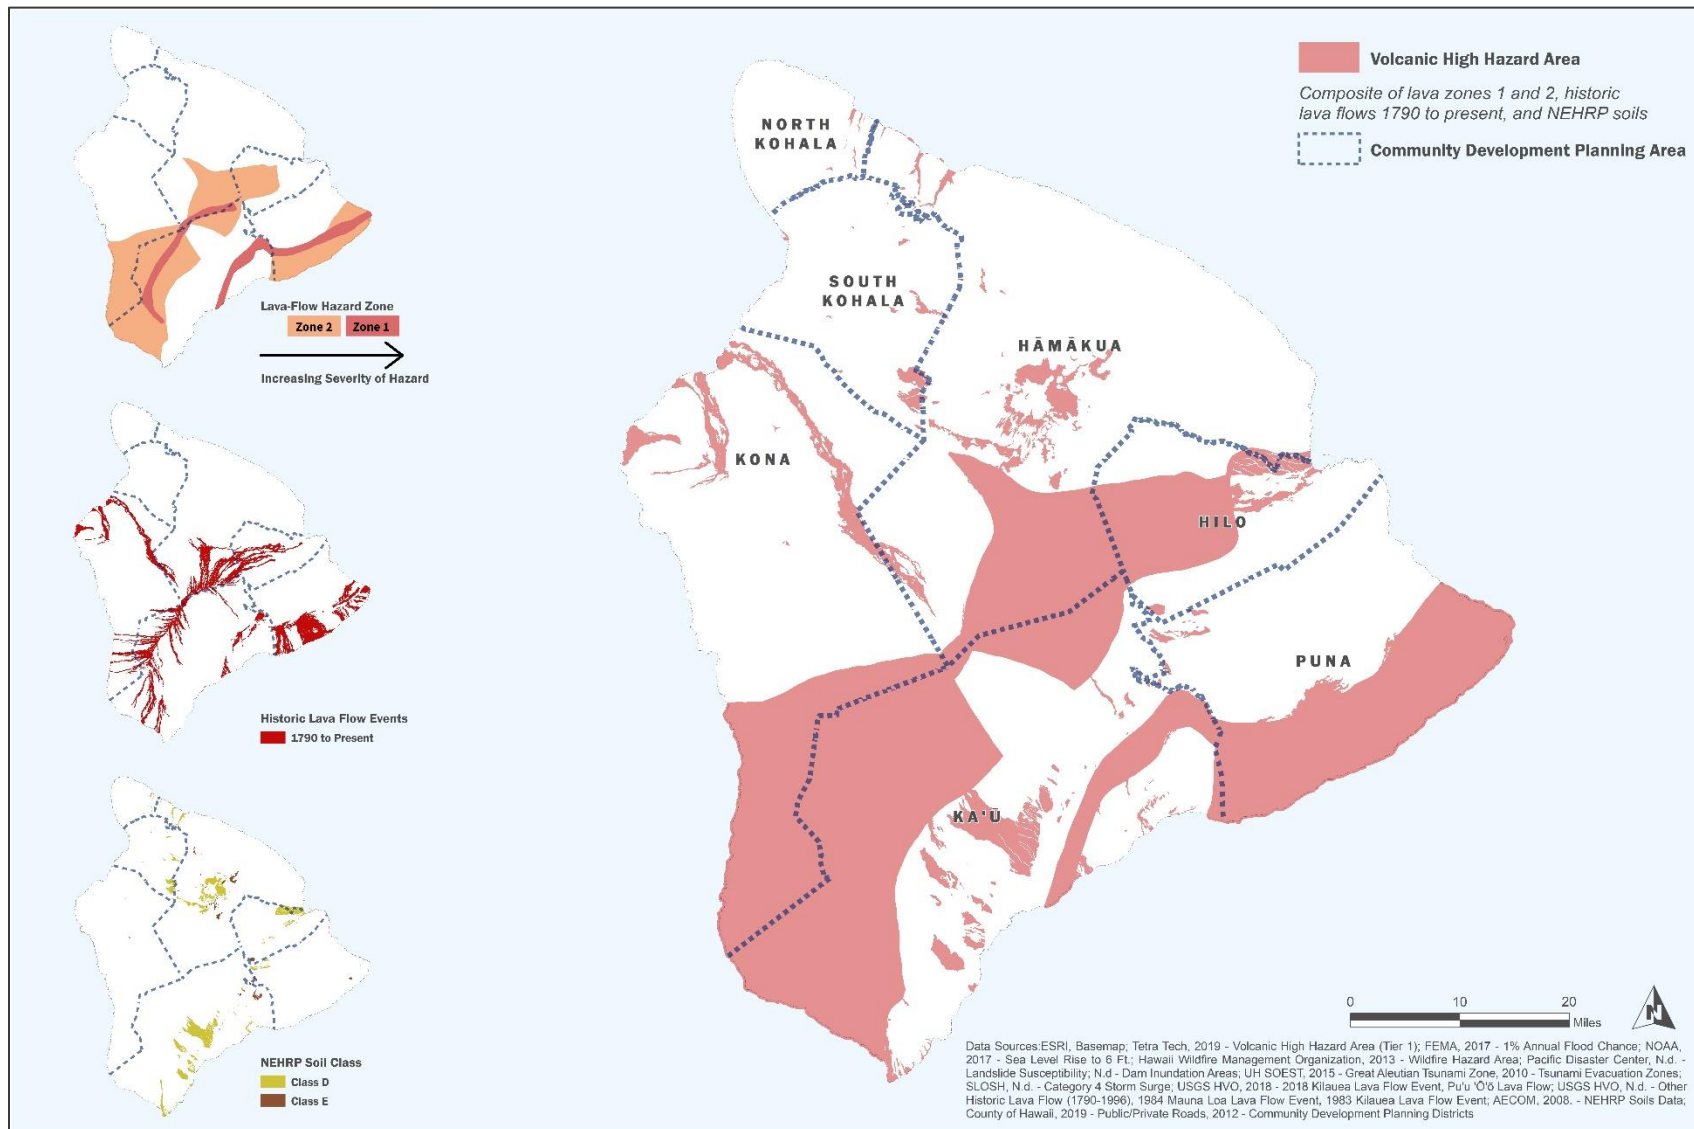 Lava-Flow Hazard Zone
Zone 2
Zone 1
Increasing Severity of Hazard
Historic Lava Flow Events
1790 to Present
NEHRP Soil Class
Class D
Class E
NORTH
KOHALA
SOUTH
KOHALA
HĀMĀKUA
KONA
HILO
PUNA
KA'Ū
Volcanic High Hazard Area
Composite of lava zones 1 and 2, historic
lava flows 1790 to present, and NEHRP soils
Community Development Planning Area
0 10 20
Miles
N
Data Sources:ESRI, Basemap; Tetra Tech, 2019 - Volcanic High Hazard Area (Tier 1); FEMA, 2017 - 1% Annual Flood Chance; NOAA,
2017 - Sea Level Rise to 6 Ft.; Hawaii Wildfire Management Organization, 2013 - Wildfire Hazard Area; Pacific Disaster Center, N.d. -
Landslide Susceptibility; N.d - Dam Inundation Areas; UH SOEST, 2015 - Great Aleutian Tsunami Zone, 2010 - Tsunami Evacuation Zones;
SLOSH, N.d. - Category 4 Storm Surge; USGS HVO, 2018 - 2018 Kilauea Lava Flow Event, Pu'u 'Ō'ō Lava Flow; USGS HVO, N.d. - Other
Historic Lava Flow (1790-1996), 1984 Mauna Loa Lava Flow Event, 1983 Kilauea Lava Flow Event; AECOM, 2008. - NEHRP Soils Data;
County of Hawaii, 2019 - Public/Private Roads, 2012 - Community Development Planning Districts